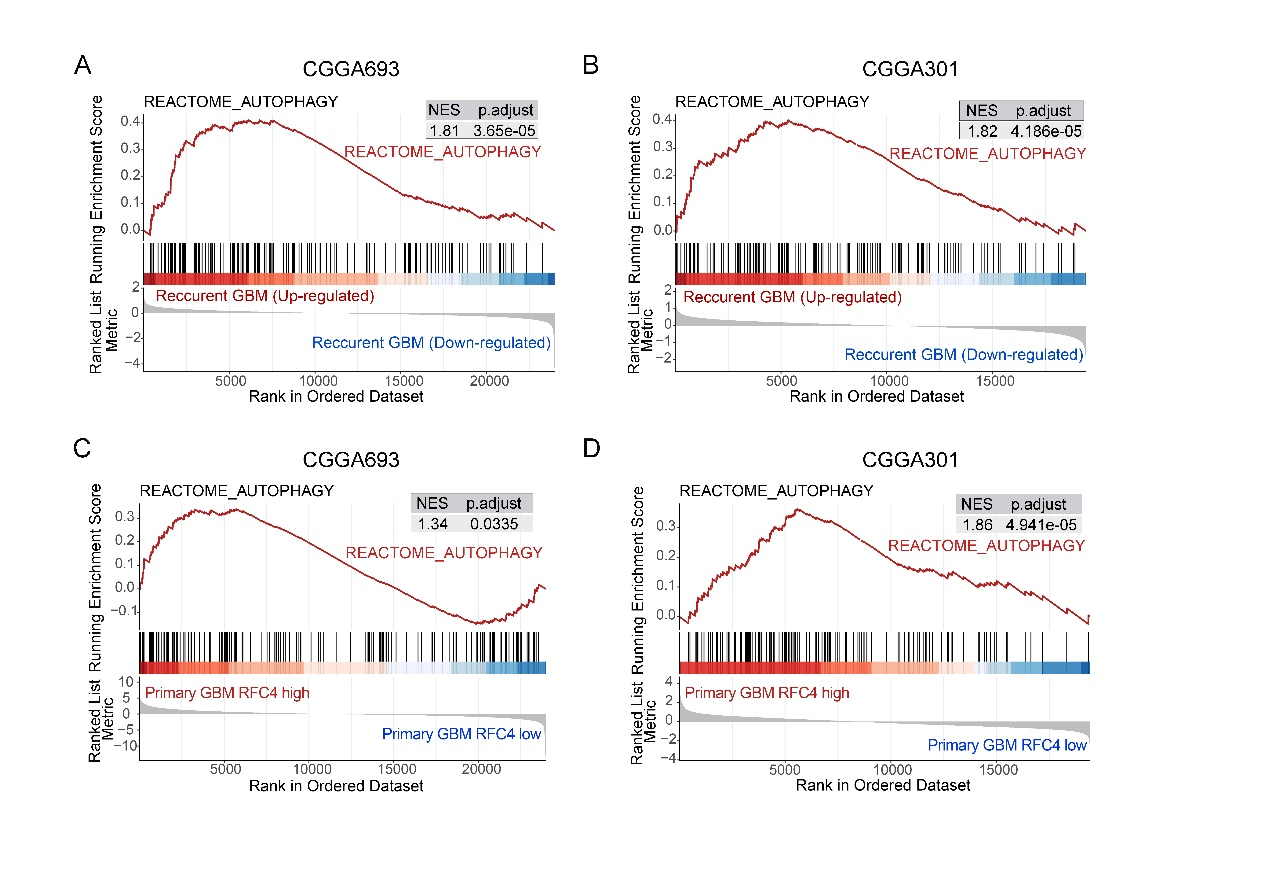 A
CGGA693
REACTOME_AUTOPHAGY
NES p.adjust
1.81 3.65e-05
REACTOME_AUTOPHAGY
Running Enrichment Score
0.4
0.3
0.2
0.1
0.0
Ranked List
Metric
2
0
−2
−4
Reccurent GBM (Up-regulated)
Reccurent GBM (Down-regulated)
5000 10000 15000 20000
Rank in Ordered Dataset
B
CGGA301
REACTOME_AUTOPHAGY
NES p.adjust
1.82 4.186e-05
REACTOME_AUTOPHAGY
Running Enrichment Score
0.4
0.3
0.2
0.1
0.0
Ranked List
Metric
2
1
0
−1
−2
Reccurent GBM (Up-regulated)
Reccurent GBM (Down-regulated)
5000 10000 15000
Rank in Ordered Dataset
C
CGGA693
REACTOME_AUTOPHAGY
NES p.adjust
1.34 0.0335
REACTOME_AUTOPHAGY
Running Enrichment Score
0.3
0.2
0.1
0.0
−0.1
Ranked List
Metric
10
5
0
−5
−10
Primary GBM RFC4 high
Primary GBM RFC4 low
5000 10000 15000 20000
Rank in Ordered Dataset
D
CGGA301
REACTOME_AUTOPHAGY
NES p.adjust
1.86 4.941e-05
REACTOME_AUTOPHAGY
Running Enrichment Score
0.3
0.2
0.1
0.0
Ranked List
Metric
4
2
0
−2
−4
Primary GBM RFC4 high
Primary GBM RFC4 low
5000 10000 15000
Rank in Ordered Dataset